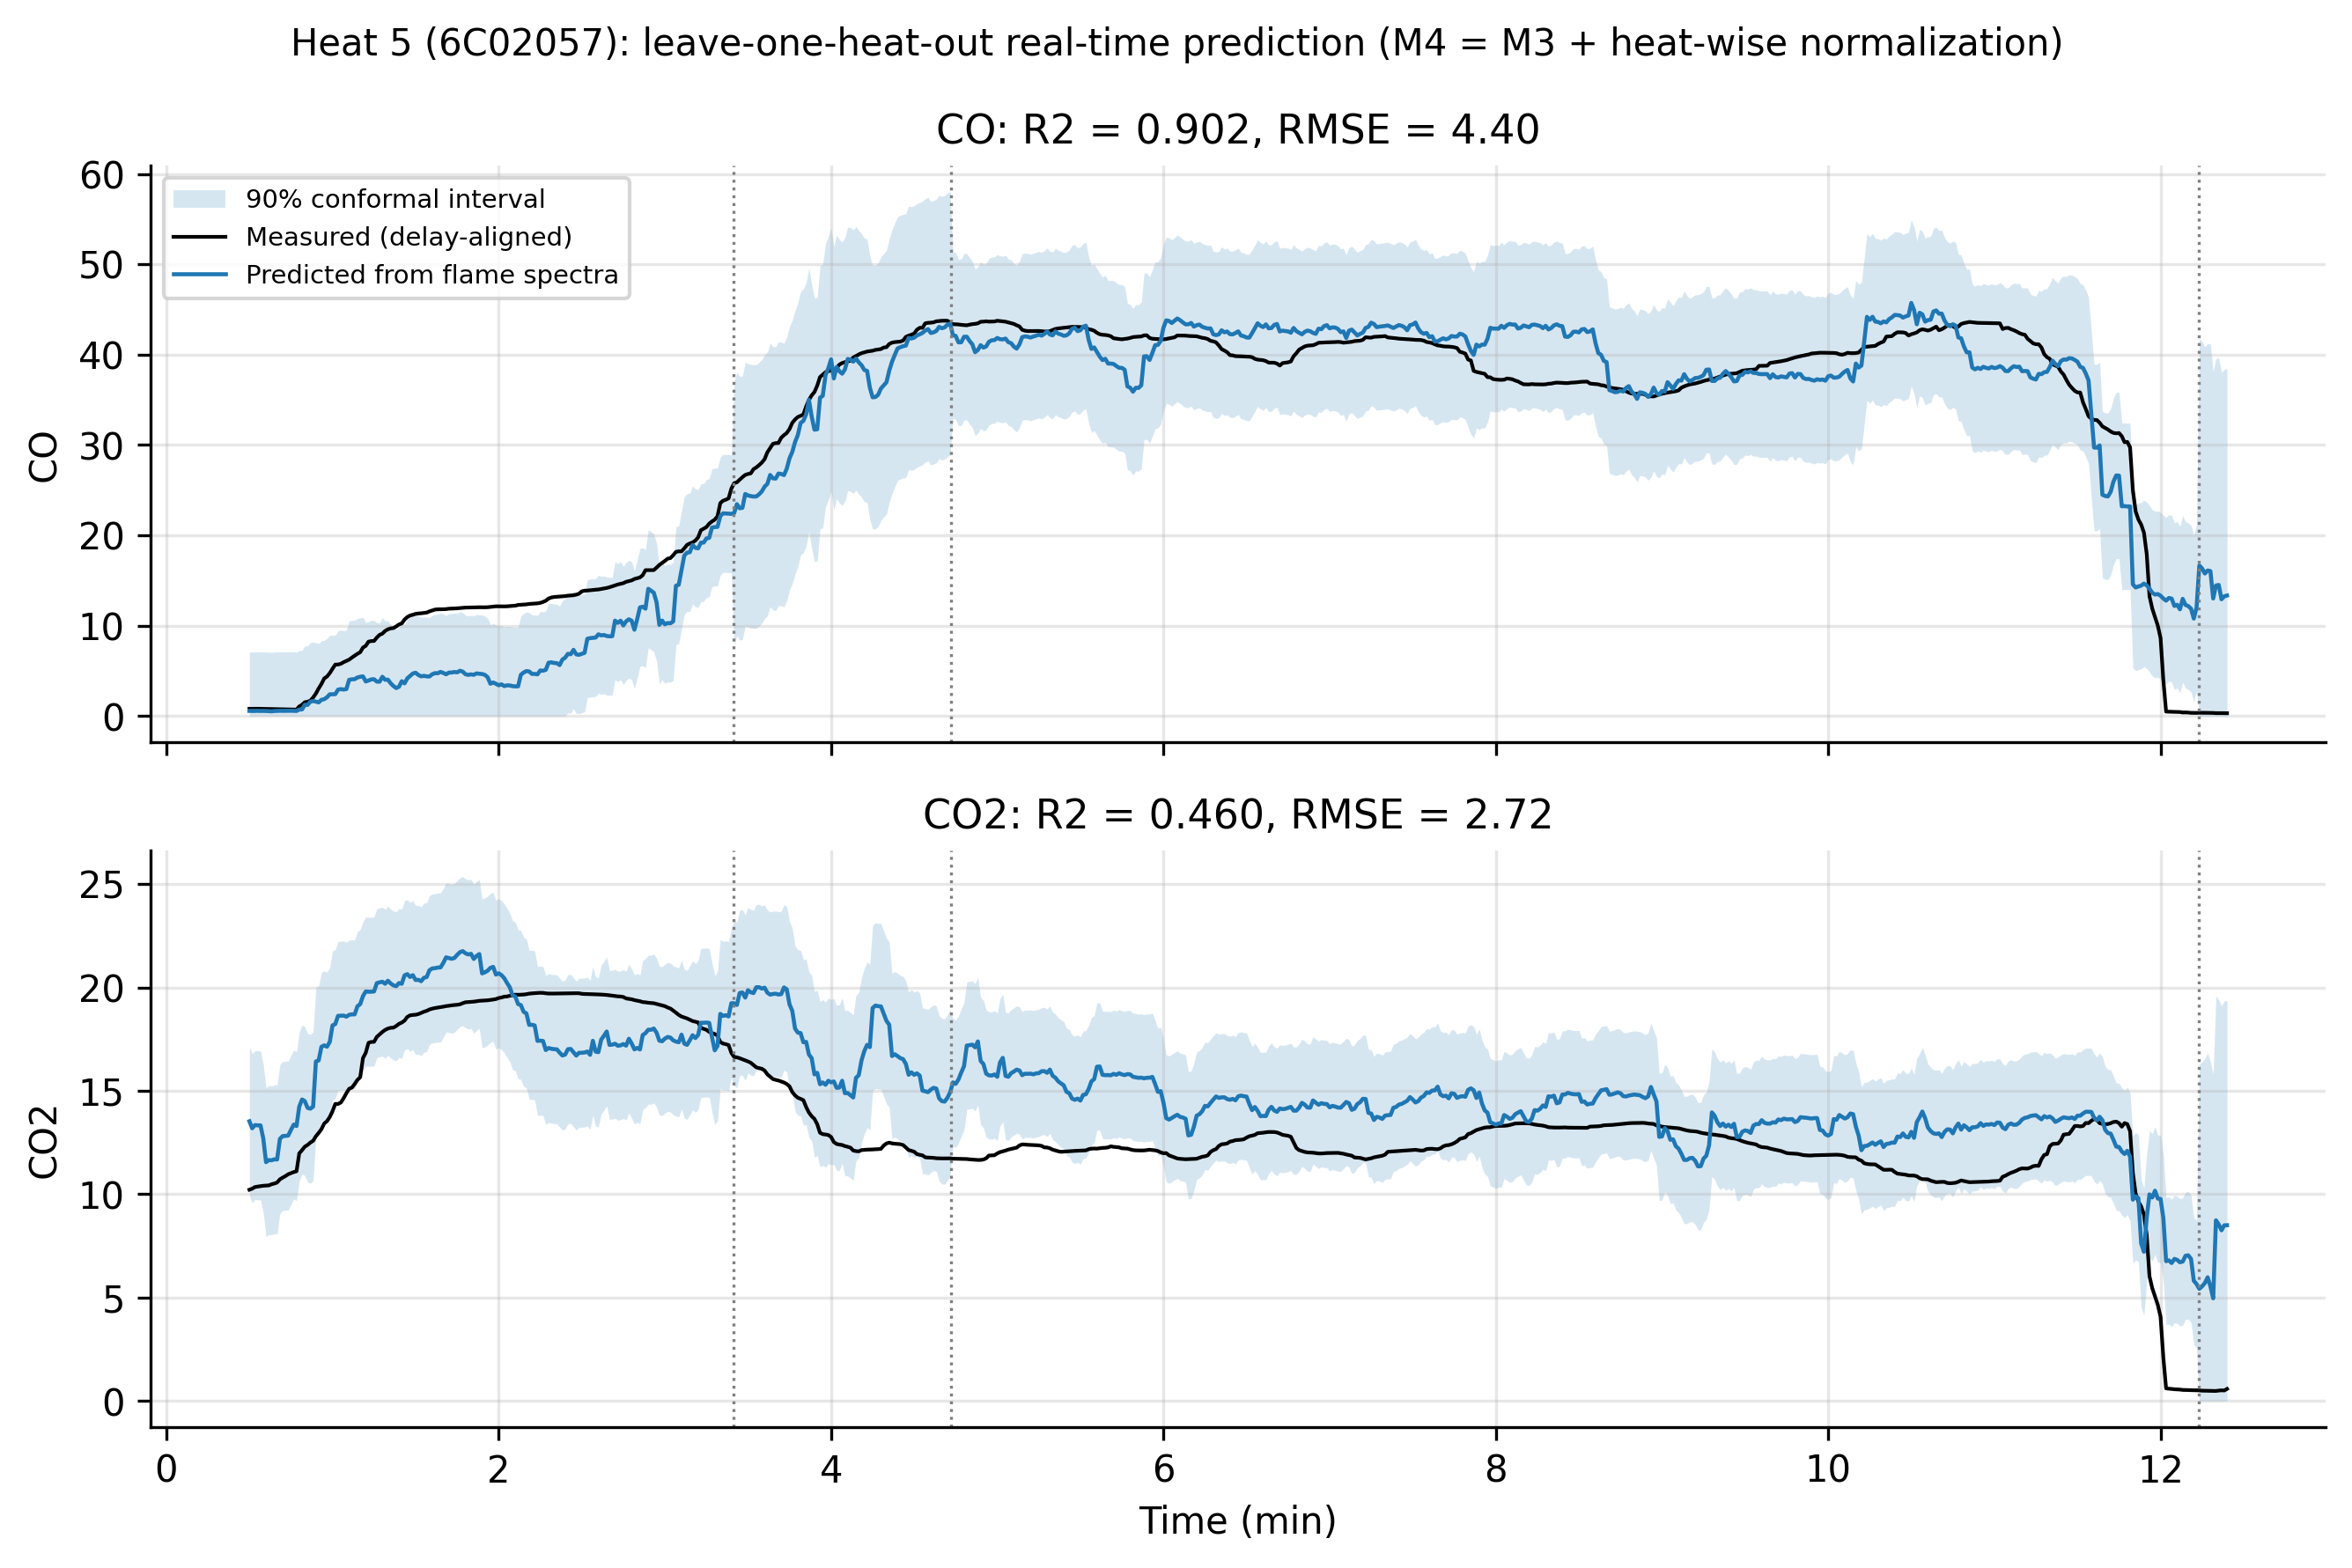 Heat 5 (6C02057): leave-one-heat-out real-time prediction (M4 = M3 + heat-wise normalization)
CO: R2 = 0.902, RMSE = 4.40
60
50
40
30
20
10
0
CO
90% conformal interval
Measured (delay-aligned)
Predicted from flame spectra
CO2: R2 = 0.460, RMSE = 2.72
25
20
15
10
5
0
CO2
0 2 4 6 8 10 12
Time (min)